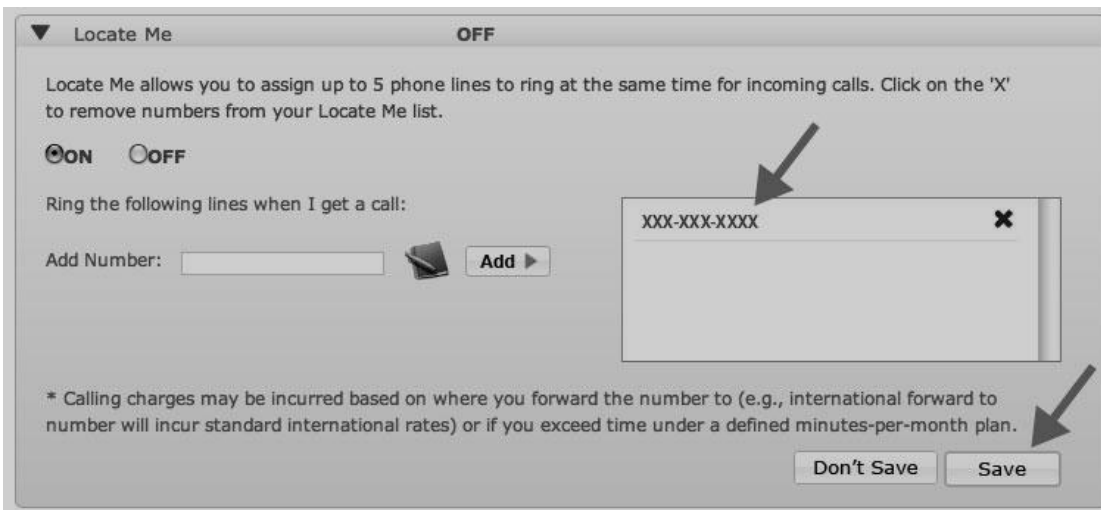 Locate Me OFF
Locate Me allows you to assign up to 5 phone lines to ring at the same time for incoming calls. Click on the 'X'
to remove numbers from your Locate Me list.
ON OFF
Ring the following lines when I get a call:
XXX-XXX-XXXX
Add Number: Add
* Calling charges may be incurred based on where you forward the number to (e.g., international forward to
number will incur standard international rates) or if you exceed time under a defined minutes-per-month plan.
Don't Save Save